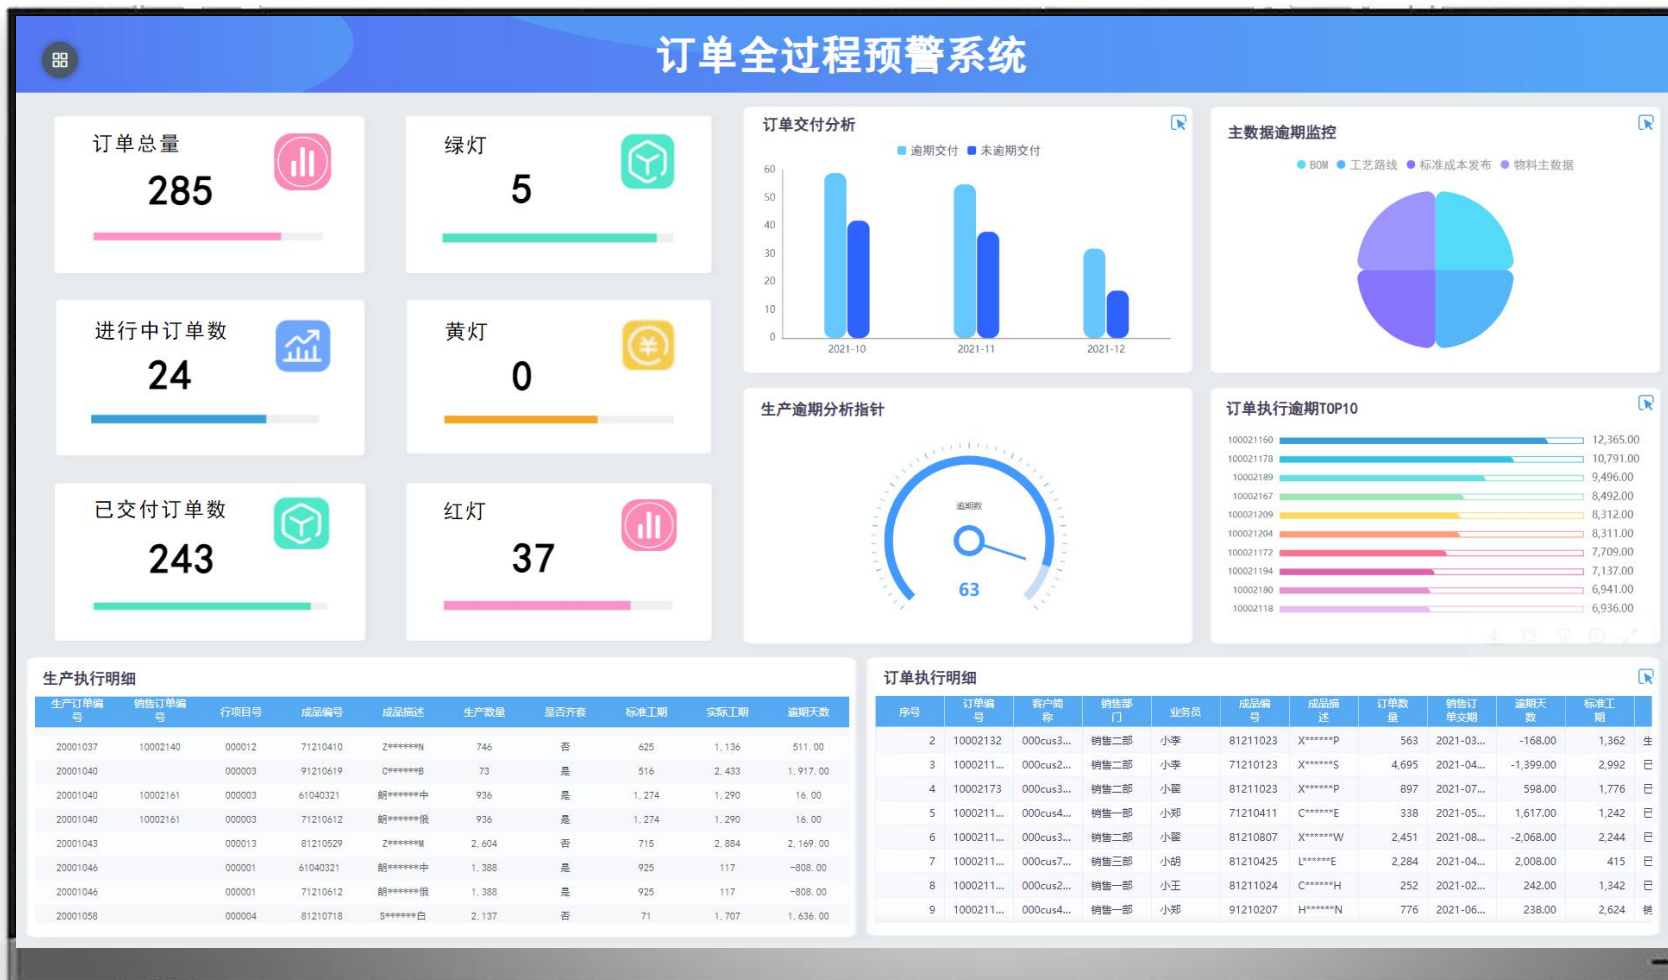 订单全过程预警系统
订单总量
285
绿灯
5
进行中订单数
24
黄灯
0
已交付订单数
243
红灯
37
订单交付分析
逾期交付 未逾期交付
60
50
40
30
20
10
0
2021-10 2021-11 2021-12
主数据逾期监控
BOM 工艺路线 标准成本发布 物料主数据
生产逾期分析指针
逾期数
63
订单执行逾期TOP10
100021160 12,365.00
100021178 10,791.00
10002189 9,496.00
10002167 8,492.00
100021209 8,312.00
100021204 8,311.00
100021172 7,709.00
100021194 7,137.00
10002180 6,941.00
10002118 6,936.00
生产执行明细
生产订单编号 销售订单编号 行项目号 成品编号 成品描述 生产数量 是否齐套 标准工期 实际工期 逾期天数
20001037 10002140 000012 71210410 Z******N 746 否 625 1,136 511.00
20001040 000003 91210619 C******B 73 是 516 2,433 1,917.00
20001040 10002161 000003 61040321 朗******中 936 是 1,274 1,290 16.00
20001040 10002161 000003 71210612 朗******俄 936 是 1,274 1,290 16.00
20001043 000013 81210529 Z******M 2,604 否 715 2,884 2,169.00
20001046 000001 61040321 朗******中 1,388 是 925 117 -808.00
20001046 000001 71210612 朗******俄 1,388 是 925 117 -808.00
20001058 000004 81210718 S******白 2,137 否 71 1,707 1,636.00
订单执行明细
序号 订单编号 客户简称 销售部门 业务员 成品编号 成品描述 订单数量 销售订单交期 逾期天数 标准工期
2 10002132 000cus3... 销售二部 小李 81211023 X******P 563 2021-03... -168.00 1,362 生
3 1000211... 000cus2... 销售二部 小李 71210123 X******S 4,695 2021-04... -1,399.00 2,992 已
4 10002173 000cus3... 销售二部 小翟 81211023 X******P 897 2021-07... 598.00 1,776 已
5 1000211... 000cus4... 销售一部 小郑 71210411 C******E 338 2021-05... 1,617.00 1,242 已
6 1000211... 000cus3... 销售二部 小翟 81210807 X******W 2,451 2021-08... -2,068.00 2,244 已
7 1000211... 000cus7... 销售三部 小胡 81210425 L******E 2,284 2021-04... 2,008.00 415 已
8 1000211... 000cus2... 销售一部 小王 81211024 C******H 252 2021-02... 242.00 1,342 已
9 1000211... 000cus4... 销售一部 小郑 91210207 H******N 776 2021-06... 238.00 2,624 销